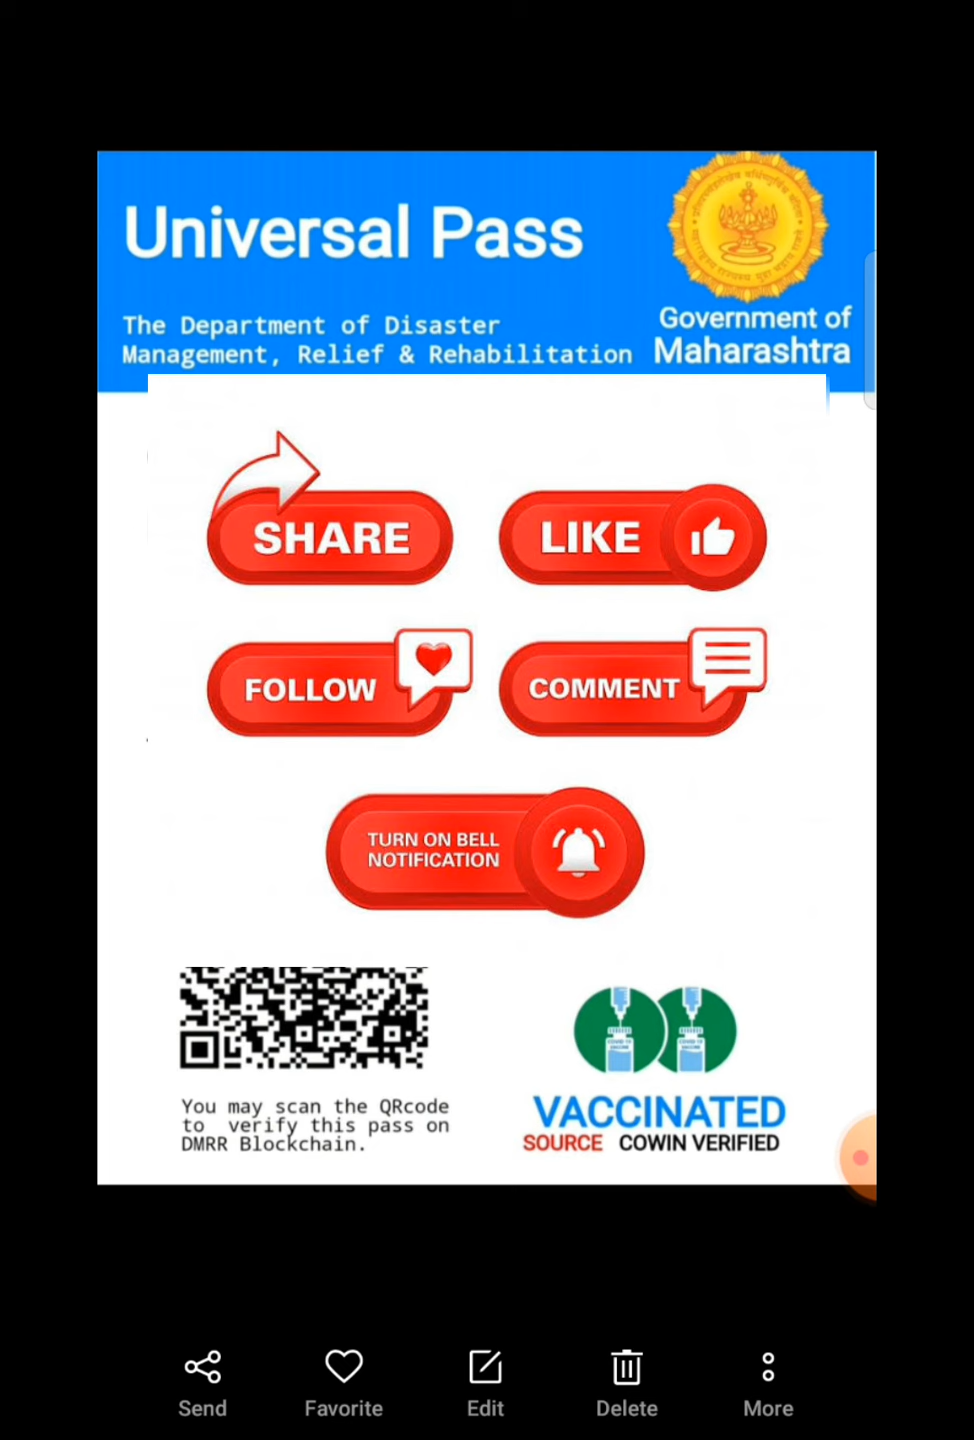 Universal Pass
The Department of Disaster
Management, Relief & Rehabilitation
Government of
Maharashtra
SHARE
LIKE
FOLLOW
COMMENT
TURN ON BELL
NOTIFICATION
You may scan the QRcode
to verify this pass on
DMRR Blockchain.
VACCINATED
SOURCE COWIN VERIFIED
Send
Favorite
Edit
Delete
More